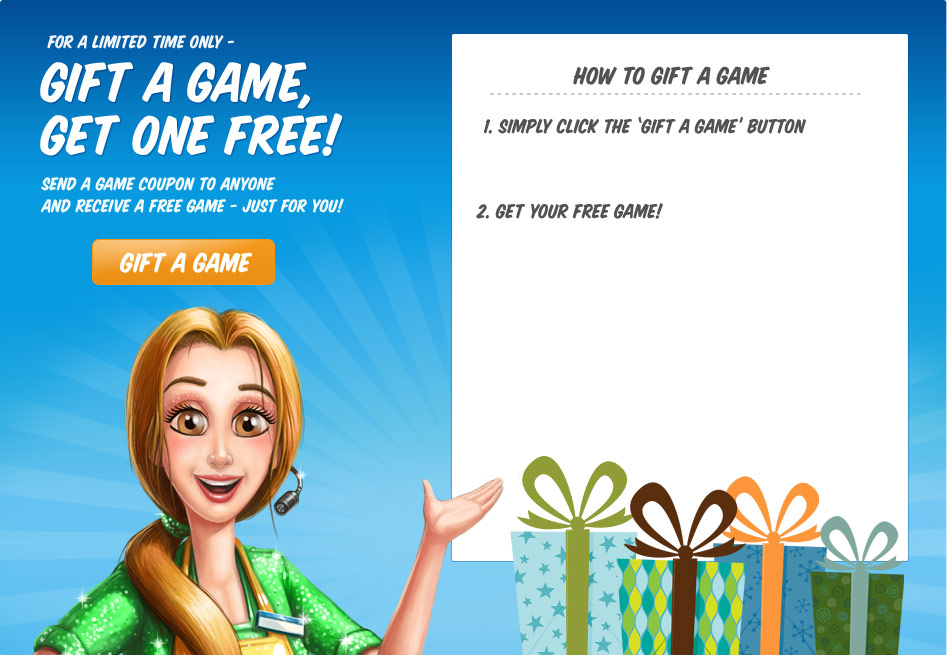 FOR A LIMITED TIME ONLY -
GIFT A GAME,
GET ONE FREE!
SEND A GAME COUPON TO ANYONE
AND RECEIVE A FREE GAME - JUST FOR YOU!
GIFT A GAME
HOW TO GIFT A GAME
1. SIMPLY CLICK THE ‘GIFT A GAME’ BUTTON
2. GET YOUR FREE GAME!